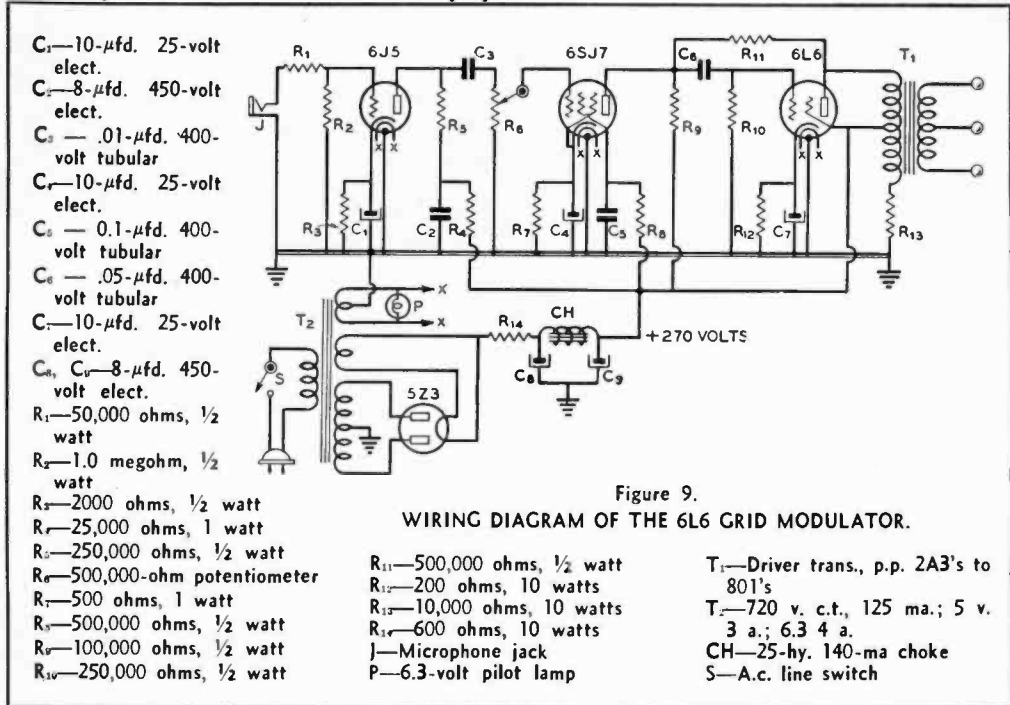 C₁—10-μfd. 25-volt
elect.
C₂—8-μfd. 450-volt
elect.
C₃ — .01-μfd. 400-
volt tubular
C₄—10-μfd. 25-volt
elect.
C₅ — 0.1-μfd. 400-
volt tubular
C₆ — .05-μfd. 400-
volt tubular
C₇—10-μfd. 25-volt
elect.
C₈, C₉—8-μfd. 450-
volt elect.
R₁—50,000 ohms, ½
watt
R₂—1.0 megohm, ½
watt
R₃—2000 ohms, ½ watt
R₄—25,000 ohms, 1 watt
R₅—250,000 ohms, ½ watt
R₆—500,000-ohm potentiometer
R₇—500 ohms, 1 watt
R₈—500,000 ohms, ½ watt
R₉—100,000 ohms, ½ watt
R₁₀—250,000 ohms, ½ watt
R₁₁—500,000 ohms, ½ watt
R₁₂—200 ohms, 10 watts
R₁₃—10,000 ohms, 10 watts
R₁₄—600 ohms, 10 watts
J—Microphone jack
P—6.3-volt pilot lamp
T₁—Driver trans., p.p. 2A3's to
801's
T₂—720 v. c.t., 125 ma.; 5 v.
3 a.; 6.3 4 a.
CH—25-hy. 140-ma choke
S—A.c. line switch
R₁ 6J5 C₃ 6SJ7 C₆ R₁₁ 6L6 T₁
J R₂ R₅ R₆ R₉ R₁₀
X X X X X X
R₃ C₁ C₂ R₄ R₇ C₄ C₅ R₈ R₁₂ C₇ R₁₃
T₂ P X X
R₁₄ CH +270 VOLTS
S C₈ C₉
5Z3
Figure 9.
WIRING DIAGRAM OF THE 6L6 GRID MODULATOR.